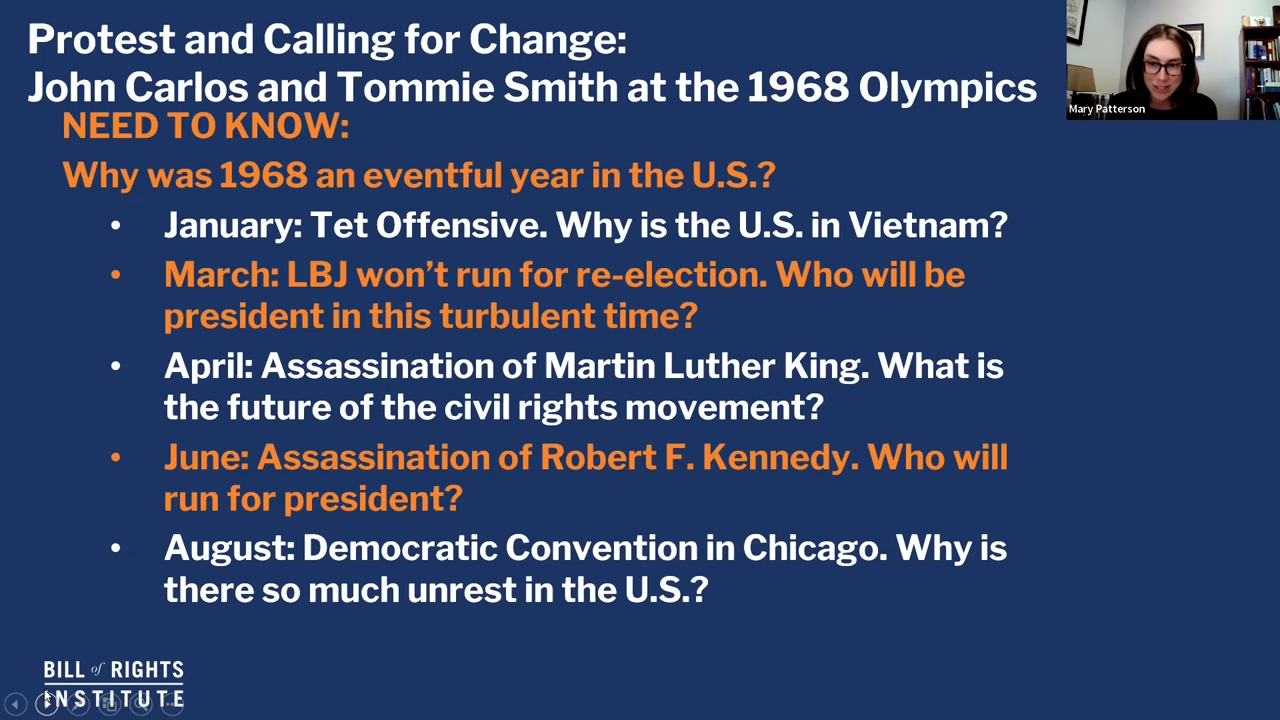 Protest and Calling for Change:
John Carlos and Tommie Smith at the 1968 Olympics
Mary Patterson
NEED TO KNOW:
Why was 1968 an eventful year in the U.S.?
• January: Tet Offensive. Why is the U.S. in Vietnam?
• March: LBJ won’t run for re-election. Who will be
president in this turbulent time?
• April: Assassination of Martin Luther King. What is
the future of the civil rights movement?
• June: Assassination of Robert F. Kennedy. Who will
run for president?
• August: Democratic Convention in Chicago. Why is
there so much unrest in the U.S.?
BILL of RIGHTS
INSTITUTE